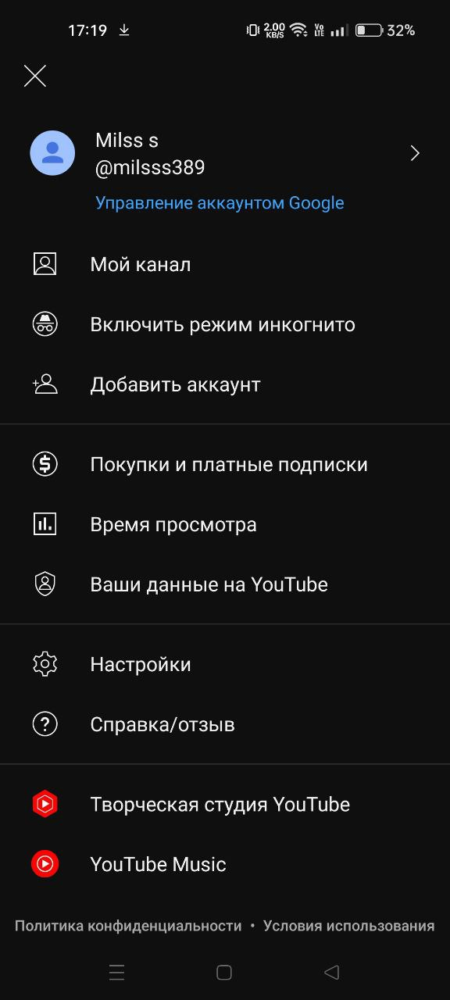 17:19 2.00 KB/S Vo LTE 32%
Milss s
@milsss389
Управление аккаунтом Google
Мой канал
Включить режим инкогнито
Добавить аккаунт
Покупки и платные подписки
Время просмотра
Ваши данные на YouTube
Настройки
Справка/отзыв
Творческая студия YouTube
YouTube Music
Политика конфиденциальности • Условия использования